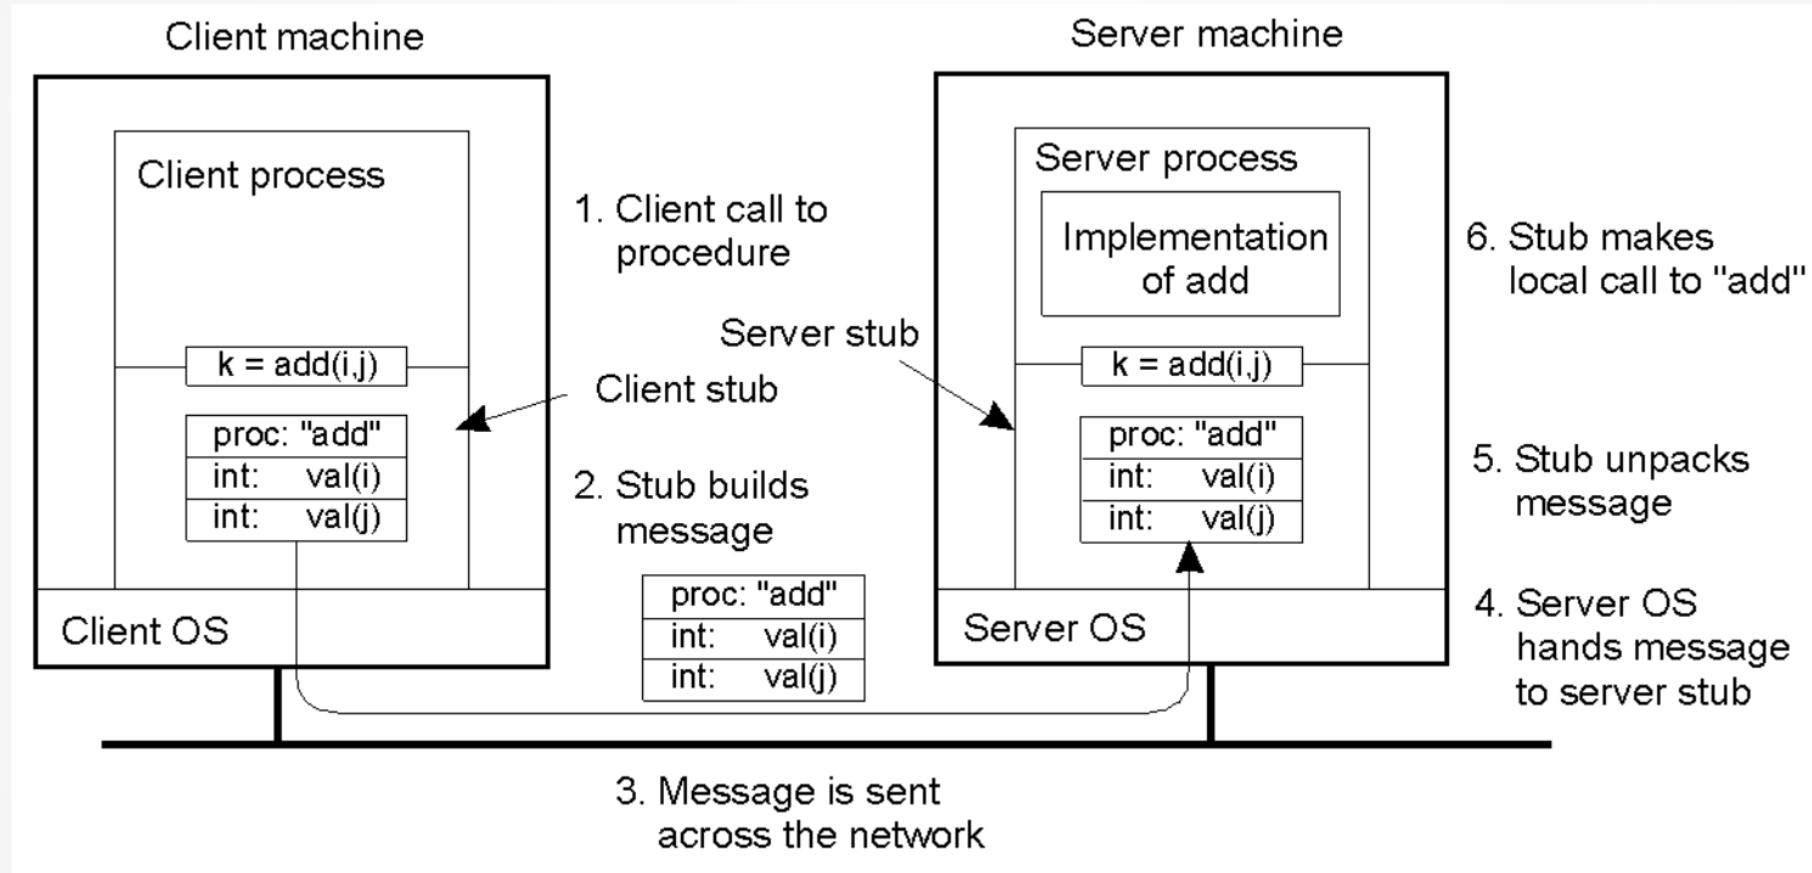 Client machine
Client process
k = add(i,j)
proc: "add"
int: val(i)
int: val(j)
Client OS
1. Client call to
procedure
Server stub
Client stub
2. Stub builds
message
proc: "add"
int: val(i)
int: val(j)
3. Message is sent
across the network
Server machine
Server process
Implementation
of add
k = add(i,j)
proc: "add"
int: val(i)
int: val(j)
Server OS
6. Stub makes
local call to "add"
5. Stub unpacks
message
4. Server OS
hands message
to server stub